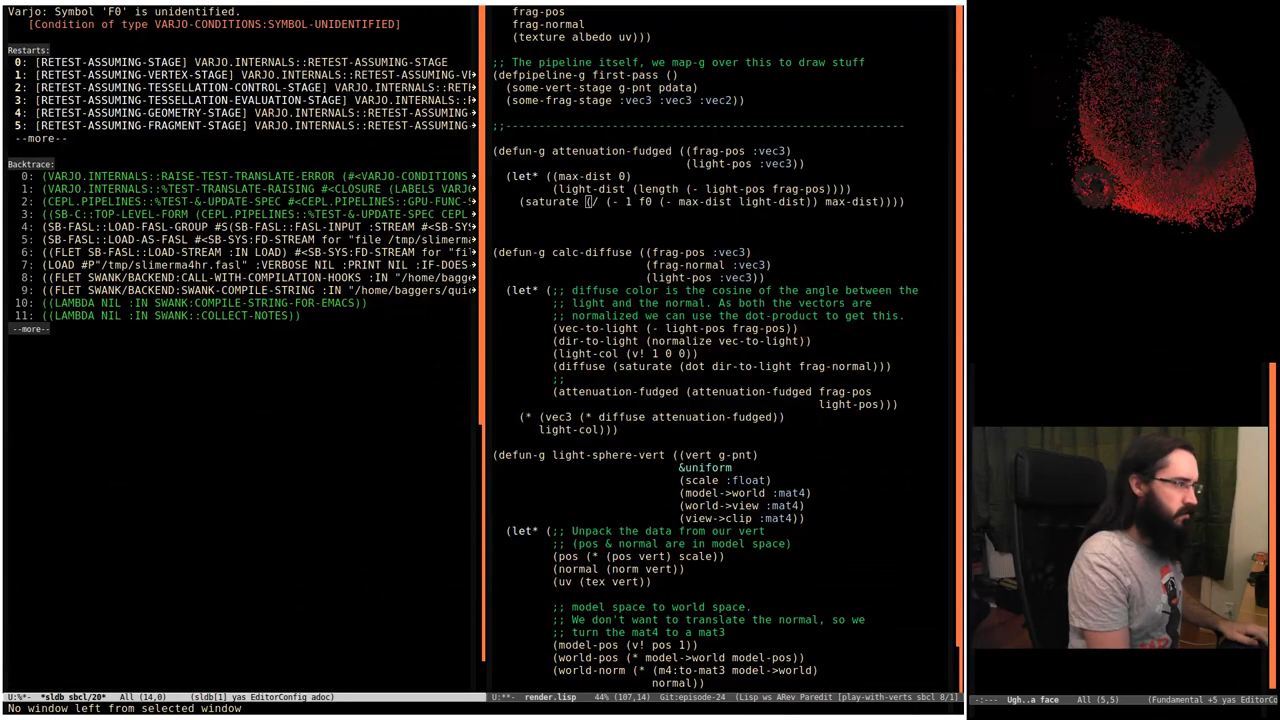 Varjo: Symbol 'F0' is unidentified.
[Condition of type VARJO-CONDITIONS:SYMBOL-UNIDENTIFIED]
Restarts:
0: [RETEST-ASSUMING-STAGE] VARJO.INTERNALS::RETEST-ASSUMING-STAGE
1: [RETEST-ASSUMING-VERTEX-STAGE] VARJO.INTERNALS::RETEST-ASSUMING-VE
2: [RETEST-ASSUMING-TESSELLATION-CONTROL-STAGE] VARJO.INTERNALS::RETE
3: [RETEST-ASSUMING-TESSELLATION-EVALUATION-STAGE] VARJO.INTERNALS::R
4: [RETEST-ASSUMING-GEOMETRY-STAGE] VARJO.INTERNALS::RETEST-ASSUMING-
5: [RETEST-ASSUMING-FRAGMENT-STAGE] VARJO.INTERNALS::RETEST-ASSUMING-
--more--
Backtrace:
0: (VARJO.INTERNALS::RAISE-TEST-TRANSLATE-ERROR (#<VARJO-CONDITIONS
1: (VARJO.INTERNALS::%TEST-TRANSLATE-RAISING #<CLOSURE (LABELS VARJO
2: (CEPL.PIPELINES::%TEST-&-UPDATE-SPEC #<CEPL.PIPELINES::GPU-FUNC-S
3: ((SB-C::TOP-LEVEL-FORM (CEPL.PIPELINES::%TEST-&-UPDATE-SPEC CEPL
4: (SB-FASL::LOAD-FASL-GROUP #S(SB-FASL::FASL-INPUT :STREAM #<SB-SY
5: (SB-FASL::LOAD-AS-FASL #<SB-SYS:FD-STREAM for "file /tmp/slimerm
6: ((FLET SB-FASL::LOAD-STREAM :IN LOAD) #<SB-SYS:FD-STREAM for "fi
7: (LOAD #P"/tmp/slimerma4hr.fasl" :VERBOSE NIL :PRINT NIL :IF-DOES
8: ((FLET SWANK/BACKEND:CALL-WITH-COMPILATION-HOOKS :IN "/home/bagge
9: ((FLET SWANK/BACKEND:SWANK-COMPILE-STRING :IN "/home/baggers/qui
10: ((LAMBDA NIL :IN SWANK:COMPILE-STRING-FOR-EMACS))
11: ((LAMBDA NIL :IN SWANK::COLLECT-NOTES))
--more--
U:%*- *sldb sbcl/20* All (14,0) (sldb[1] yas EditorConfig adoc)
No window left from selected window
frag-pos
frag-normal
(texture albedo uv)))
;; The pipeline itself, we map-g over this to draw stuff
(defpipeline-g first-pass ()
(some-vert-stage g-pnt pdata)
(some-frag-stage :vec3 :vec3 :vec2))
;;------------------------------------------------------------
(defun-g attenuation-fudged ((frag-pos :vec3)
(light-pos :vec3))
(let* ((max-dist 0)
(light-dist (length (- light-pos frag-pos))))
(saturate (/ (- 1 f0 (- max-dist light-dist)) max-dist))))
(defun-g calc-diffuse ((frag-pos :vec3)
(frag-normal :vec3)
(light-pos :vec3))
(let* (;; diffuse color is the cosine of the angle between the
;; light and the normal. As both the vectors are
;; normalized we can use the dot-product to get this.
(vec-to-light (- light-pos frag-pos))
(dir-to-light (normalize vec-to-light))
(light-col (v! 1 0 0))
(diffuse (saturate (dot dir-to-light frag-normal)))
;;
(attenuation-fudged (attenuation-fudged frag-pos
light-pos)))
(* (vec3 (* diffuse attenuation-fudged))
light-col)))
(defun-g light-sphere-vert ((vert g-pnt)
&uniform
(scale :float)
(model->world :mat4)
(world->view :mat4)
(view->clip :mat4))
(let* (;; Unpack the data from our vert
;; (pos & normal are in model space)
(pos (* (pos vert) scale))
(normal (norm vert))
(uv (tex vert))
;; model space to world space.
;; We don't want to translate the normal, so we
;; turn the mat4 to a mat3
(model-pos (v! pos 1))
(world-pos (* model->world model-pos))
(world-norm (* (m4:to-mat3 model->world)
normal))
U:**- render.lisp 44% (107,14) Git:episode-24 (Lisp ws ARev Paredit [play-with-verts sbcl 8/1]
-:--- Ugh..a face All (5,5) (Fundamental +5 yas EditorCo